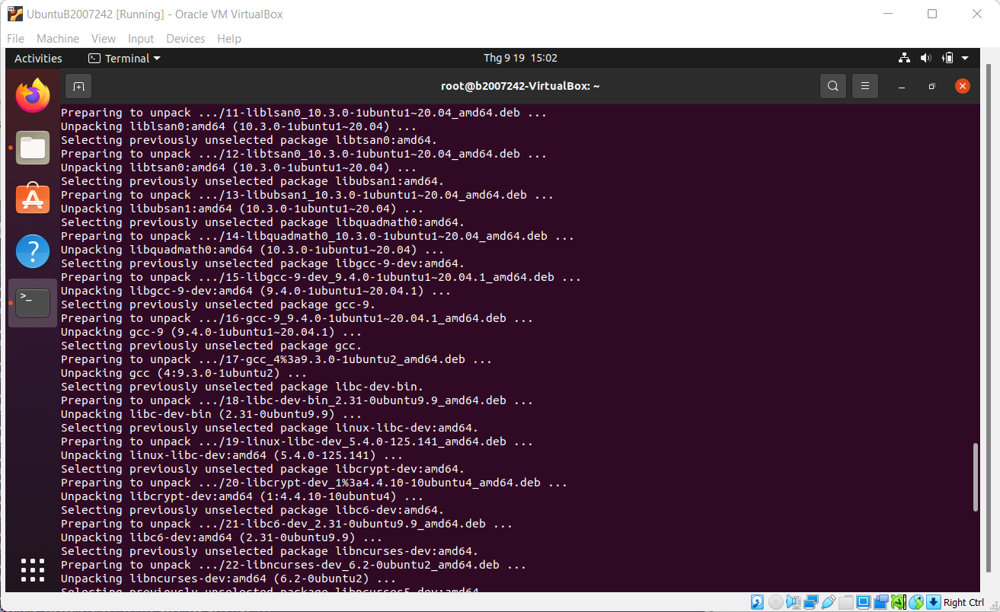 UbuntuB2007242 [Running] - Oracle VM VirtualBox
File Machine View Input Devices Help
Activities Terminal Thg 9 19 15:02
root@b2007242-VirtualBox: ~
Preparing to unpack .../11-liblsan0_10.3.0-1ubuntu1~20.04_amd64.deb ...
Unpacking liblsan0:amd64 (10.3.0-1ubuntu1~20.04) ...
Selecting previously unselected package libtsan0:amd64.
Preparing to unpack .../12-libtsan0_10.3.0-1ubuntu1~20.04_amd64.deb ...
Unpacking libtsan0:amd64 (10.3.0-1ubuntu1~20.04) ...
Selecting previously unselected package libubsan1:amd64.
Preparing to unpack .../13-libubsan1_10.3.0-1ubuntu1~20.04_amd64.deb ...
Unpacking libubsan1:amd64 (10.3.0-1ubuntu1~20.04) ...
Selecting previously unselected package libquadmath0:amd64.
Preparing to unpack .../14-libquadmath0_10.3.0-1ubuntu1~20.04_amd64.deb ...
Unpacking libquadmath0:amd64 (10.3.0-1ubuntu1~20.04) ...
Selecting previously unselected package libgcc-9-dev:amd64.
Preparing to unpack .../15-libgcc-9-dev_9.4.0-1ubuntu1~20.04.1_amd64.deb ...
Unpacking libgcc-9-dev:amd64 (9.4.0-1ubuntu1~20.04.1) ...
Selecting previously unselected package gcc-9.
Preparing to unpack .../16-gcc-9_9.4.0-1ubuntu1~20.04.1_amd64.deb ...
Unpacking gcc-9 (9.4.0-1ubuntu1~20.04.1) ...
Selecting previously unselected package gcc.
Preparing to unpack .../17-gcc_4%3a9.3.0-1ubuntu2_amd64.deb ...
Unpacking gcc (4:9.3.0-1ubuntu2) ...
Selecting previously unselected package libc-dev-bin.
Preparing to unpack .../18-libc-dev-bin_2.31-0ubuntu9.9_amd64.deb ...
Unpacking libc-dev-bin (2.31-0ubuntu9.9) ...
Selecting previously unselected package linux-libc-dev:amd64.
Preparing to unpack .../19-linux-libc-dev_5.4.0-125.141_amd64.deb ...
Unpacking linux-libc-dev:amd64 (5.4.0-125.141) ...
Selecting previously unselected package libcrypt-dev:amd64.
Preparing to unpack .../20-libcrypt-dev_1%3a4.4.10-10ubuntu4_amd64.deb ...
Unpacking libcrypt-dev:amd64 (1:4.4.10-10ubuntu4) ...
Selecting previously unselected package libc6-dev:amd64.
Preparing to unpack .../21-libc6-dev_2.31-0ubuntu9.9_amd64.deb ...
Unpacking libc6-dev:amd64 (2.31-0ubuntu9.9) ...
Selecting previously unselected package libncurses-dev:amd64.
Preparing to unpack .../22-libncurses-dev_6.2-0ubuntu2_amd64.deb ...
Unpacking libncurses-dev:amd64 (6.2-0ubuntu2) ...
Selecting previously unselected package libncurses5-dev:amd64.
Right Ctrl